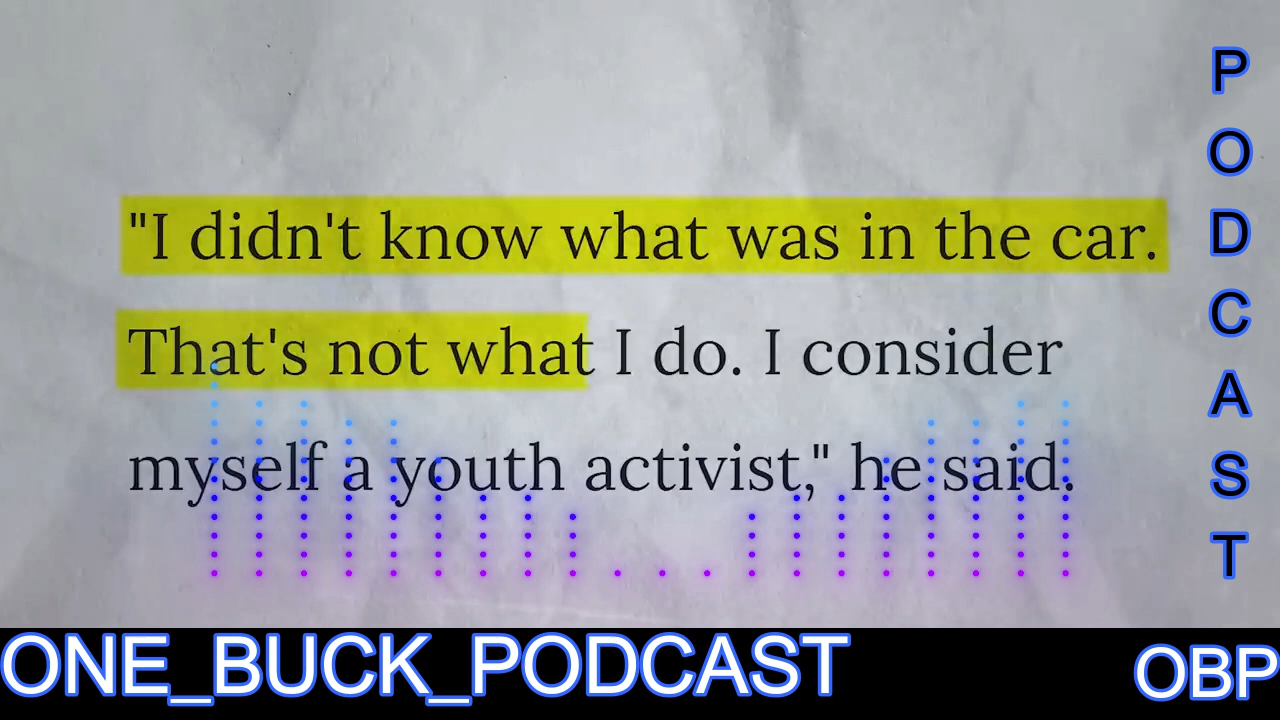 "I didn't know what was in the car.
That's not what I do. I consider
myself a youth activist," he said.
PODCAST
ONE_BUCK_PODCAST
OBP